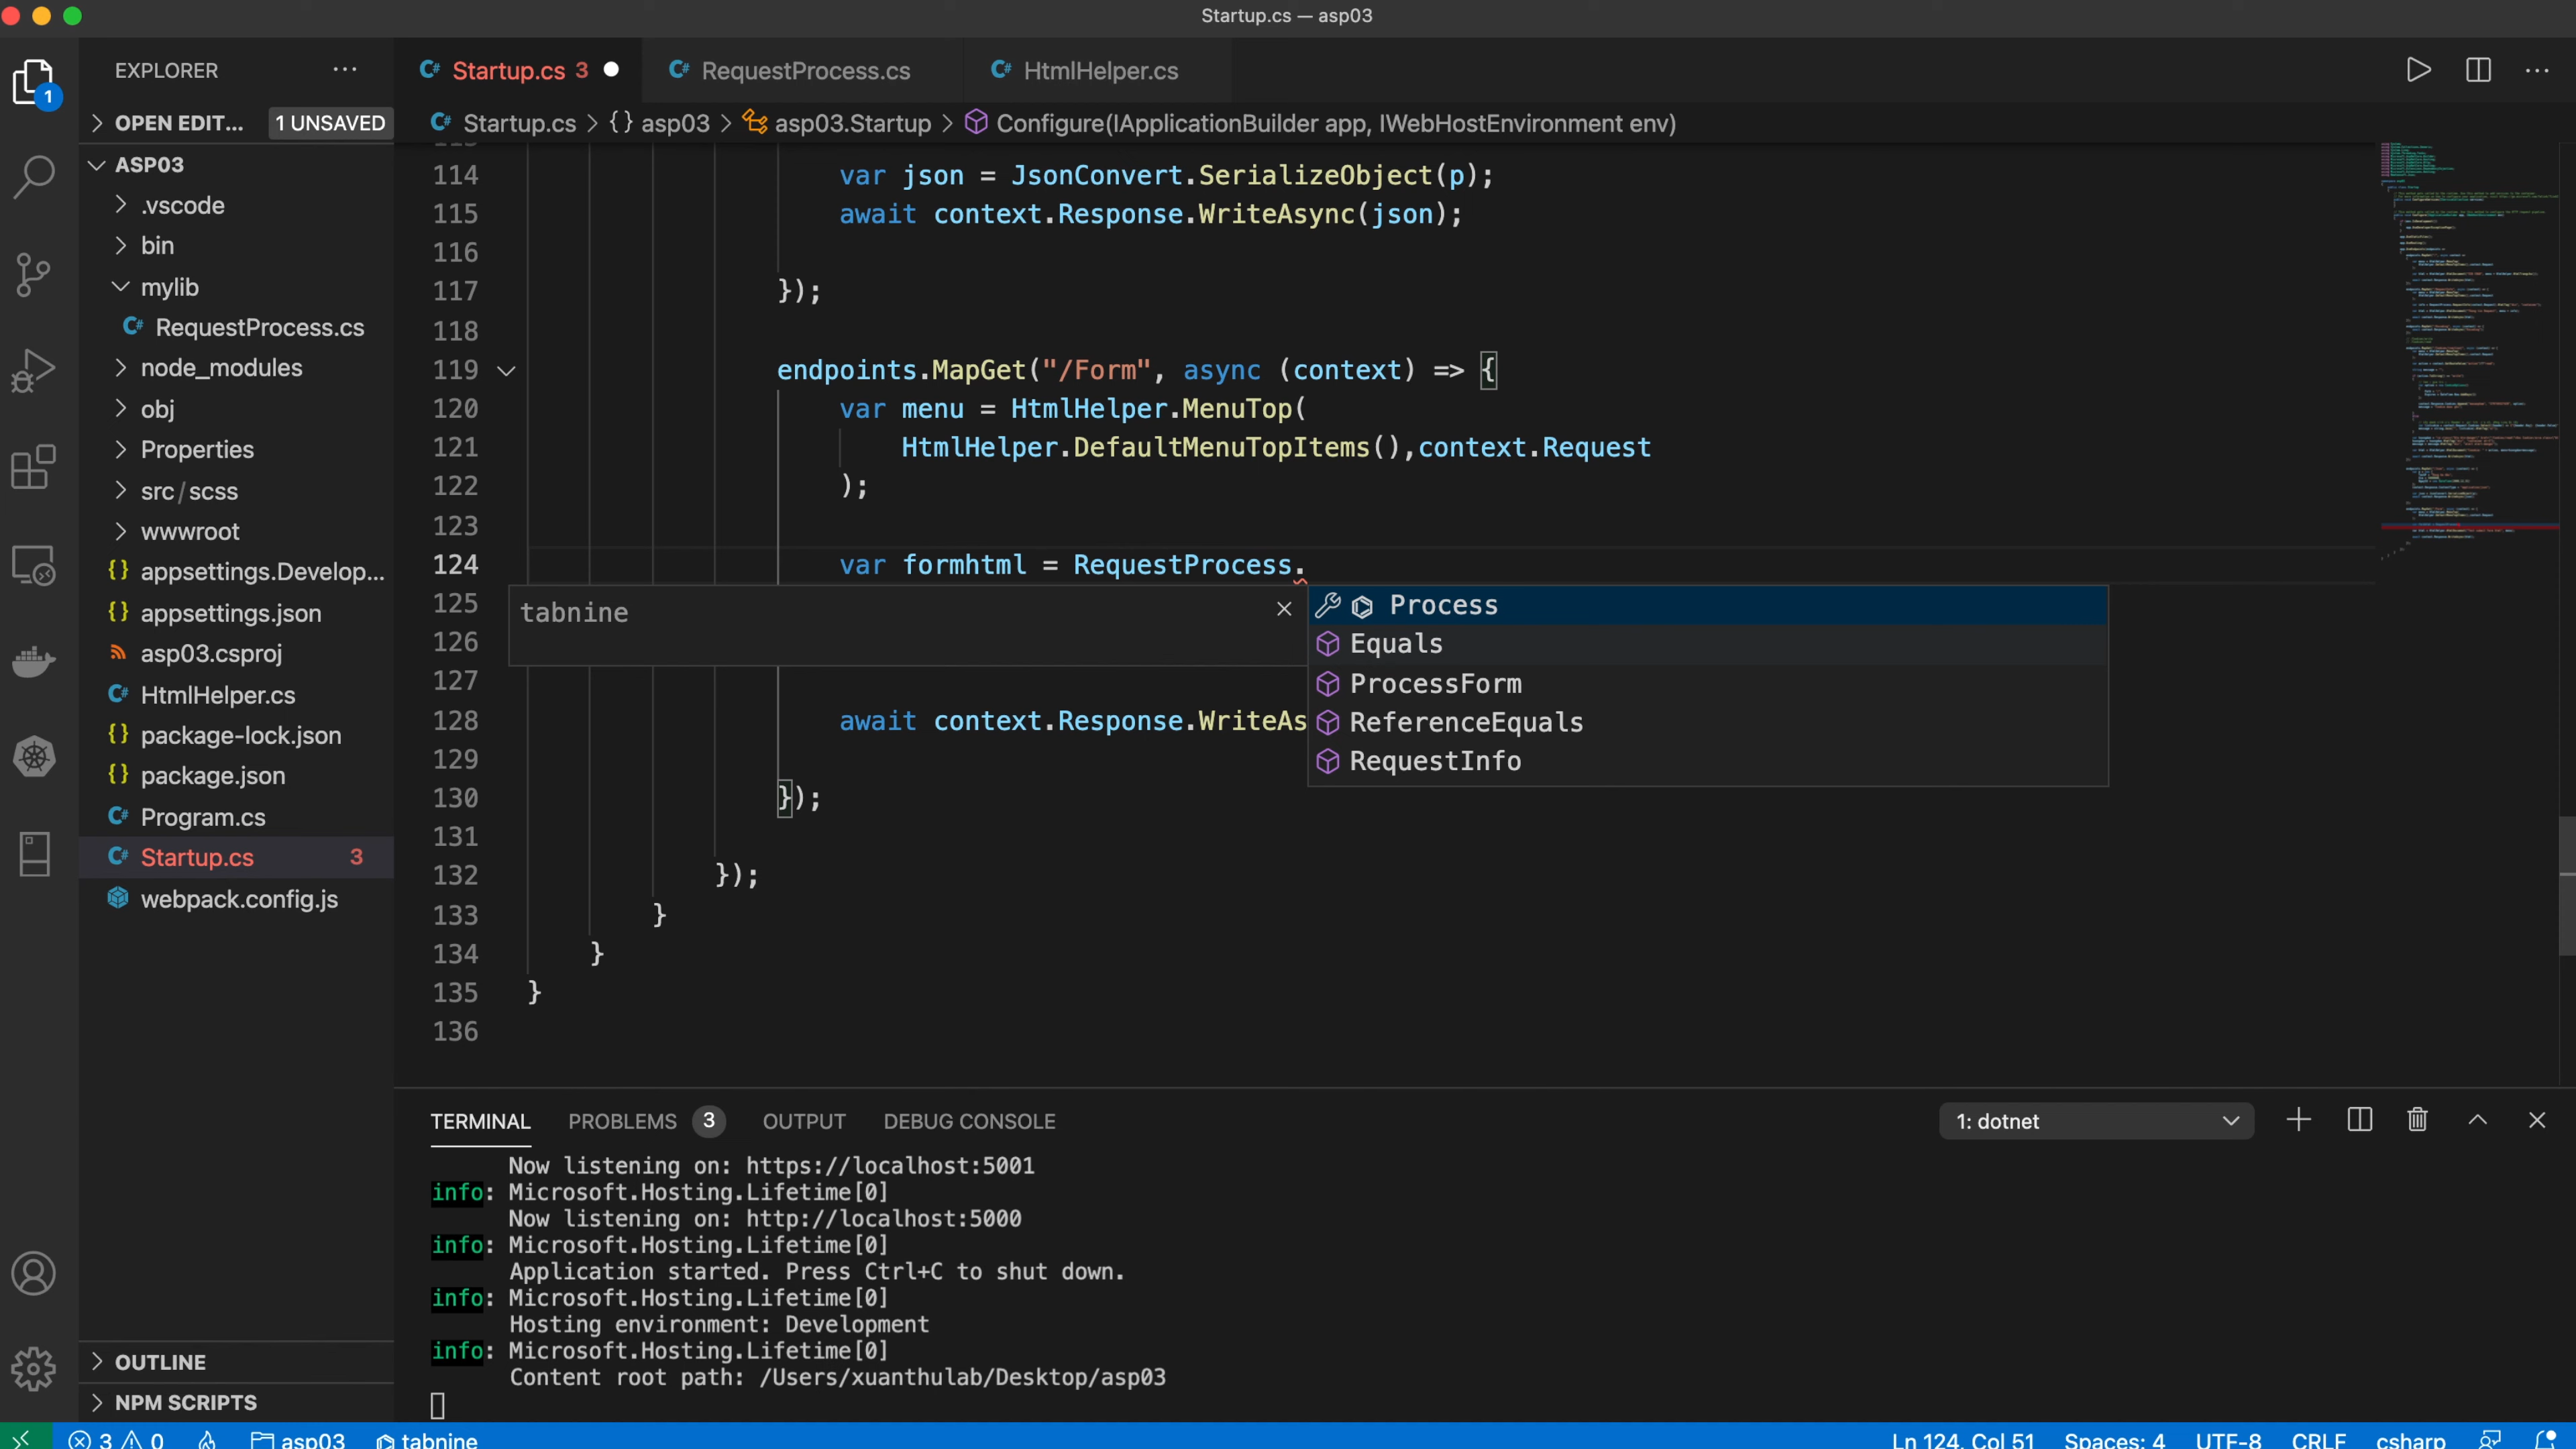 Startup.cs — asp03
EXPLORER
Startup.cs 3
RequestProcess.cs
HtmlHelper.cs
1
OPEN EDIT... 1 UNSAVED
Startup.cs > {} asp03 > asp03.Startup > Configure(IApplicationBuilder app, IWebHostEnvironment env)
ASP03
.vscode
bin
mylib
RequestProcess.cs
node_modules
obj
Properties
src/scss
wwwroot
appsettings.Develop...
appsettings.json
asp03.csproj
HtmlHelper.cs
package-lock.json
package.json
Program.cs
Startup.cs 3
webpack.config.js
OUTLINE
NPM SCRIPTS
114 var json = JsonConvert.SerializeObject(p);
115 await context.Response.WriteAsync(json);
116
117 });
118
119 endpoints.MapGet("/Form", async (context) => {
120 var menu = HtmlHelper.MenuTop(
121 HtmlHelper.DefaultMenuTopItems(),context.Request
122 );
123
124 var formhtml = RequestProcess.
125
126
127
128 await context.Response.WriteAs
129
130 });
131
132 });
133 }
134 }
135 }
136
tabnine
Process
Equals
ProcessForm
ReferenceEquals
RequestInfo
TERMINAL PROBLEMS 3 OUTPUT DEBUG CONSOLE 1: dotnet
Now listening on: https://localhost:5001
info: Microsoft.Hosting.Lifetime[0]
Now listening on: http://localhost:5000
info: Microsoft.Hosting.Lifetime[0]
Application started. Press Ctrl+C to shut down.
info: Microsoft.Hosting.Lifetime[0]
Hosting environment: Development
info: Microsoft.Hosting.Lifetime[0]
Content root path: /Users/xuanthulab/Desktop/asp03
3 0 asp03 tabnine Ln 124, Col 51 Spaces: 4 UTF-8 CRLF csharp